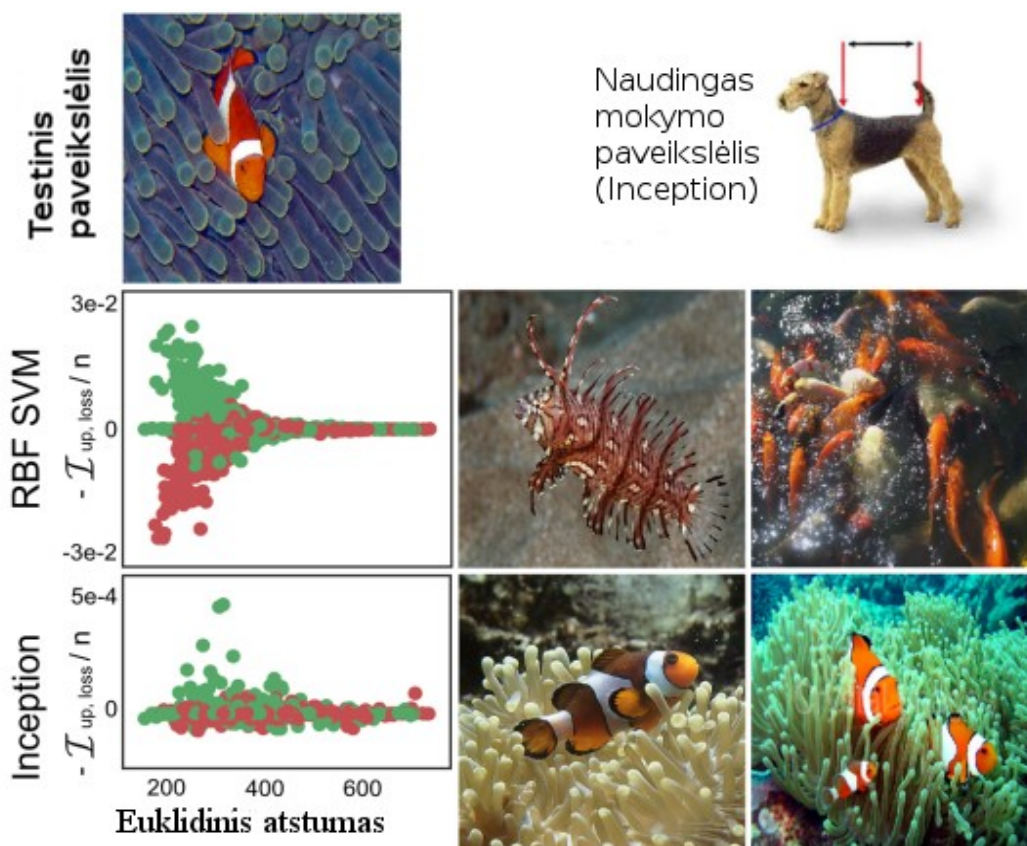 Testinis
paveikslėlis
Naudingas
mokymo
paveikslėlis
(Inception)
RBF SVM
- 𝓘 up, loss / n
3e-2
0
-3e-2
Inception
- 𝓘 up, loss / n
5e-4
0
200 400 600
Euklidinis atstumas